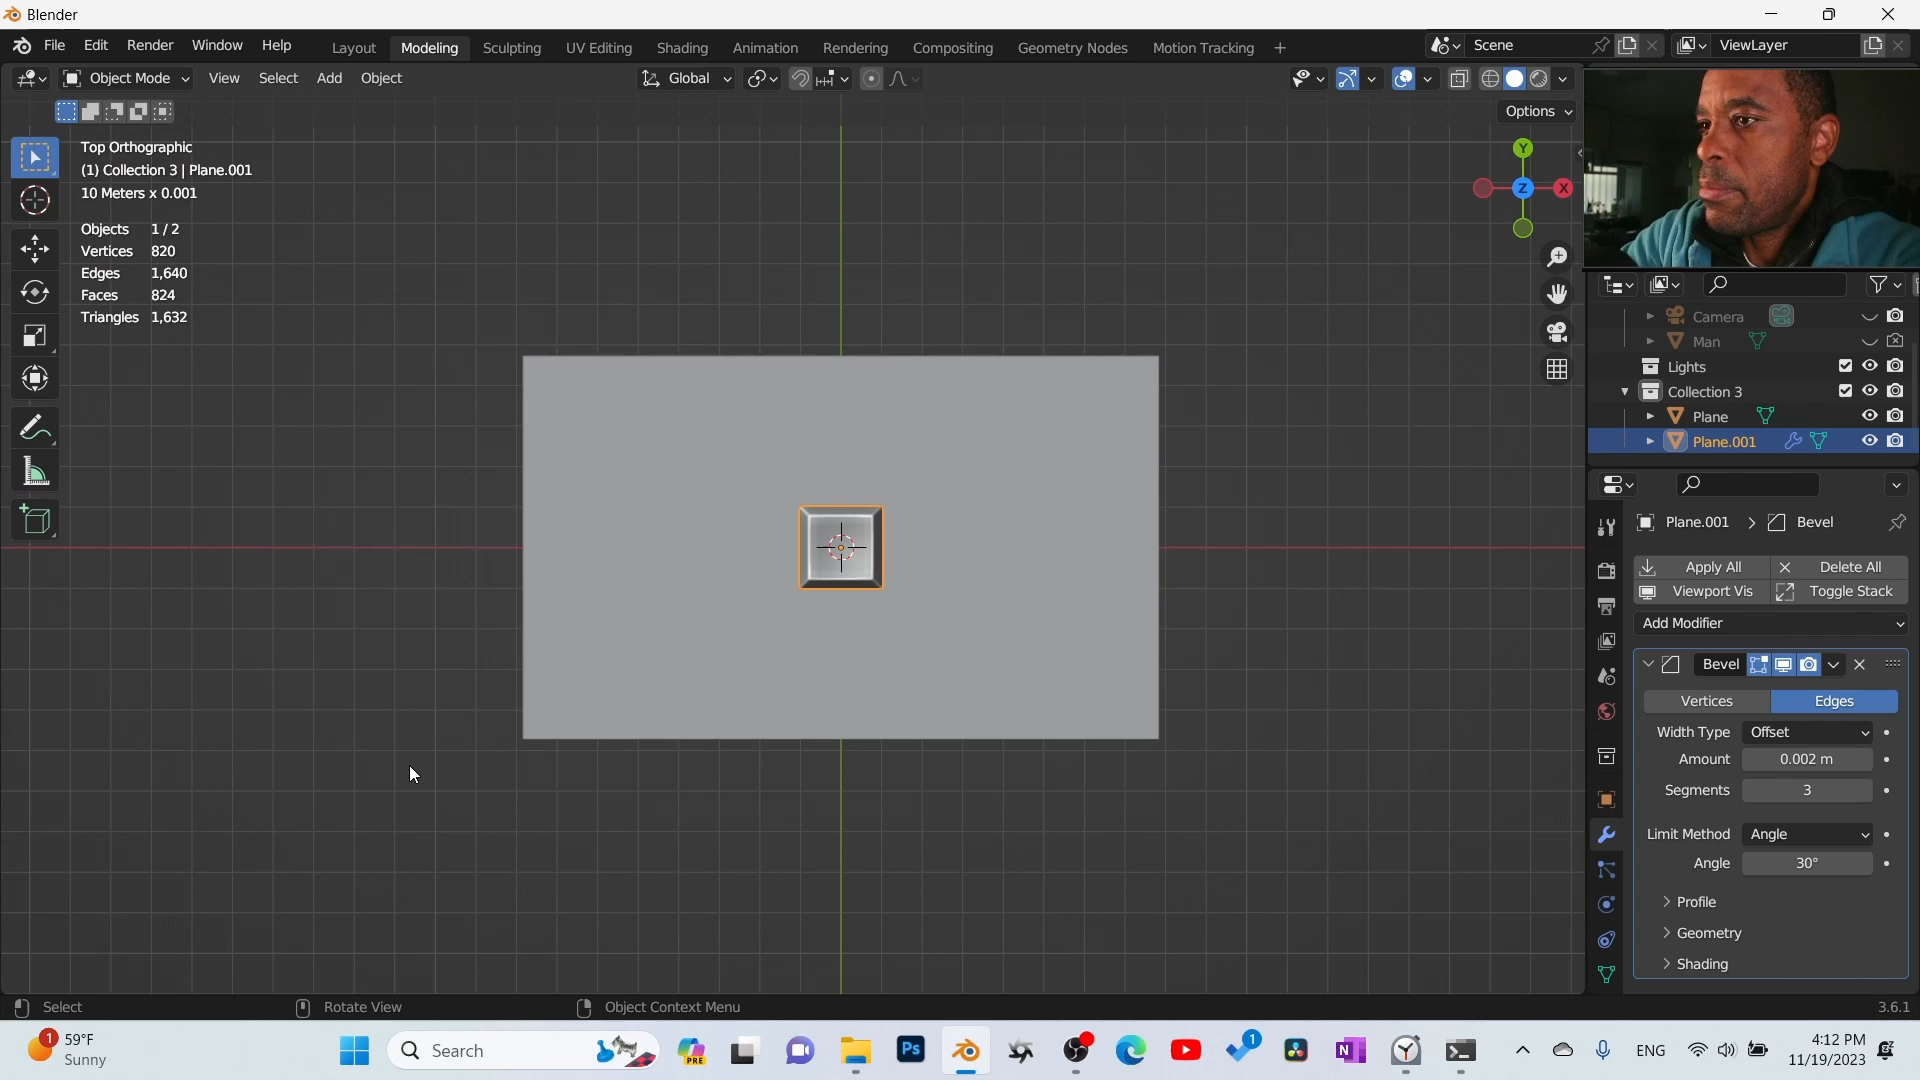 Blender
File Edit Render Window Help Layout Modeling Sculpting UV Editing Shading Animation Rendering Compositing Geometry Nodes Motion Tracking + Scene ViewLayer
Object Mode View Select Add Object Global
Options
Top Orthographic
(1) Collection 3 | Plane.001
10 Meters x 0.001
Objects 1 / 2
Vertices 820
Edges 1,640
Faces 824
Triangles 1,632
Y
Z
X
Camera
Man
Lights
Collection 3
Plane
Plane.001
Plane.001 > Bevel
Apply All Delete All
Viewport Vis Toggle Stack
Add Modifier
Bevel
Vertices Edges
Width Type Offset
Amount 0.002 m
Segments 3
Limit Method Angle
Angle 30°
Profile
Geometry
Shading
Select Rotate View Object Context Menu 3.6.1
1 59°F
Sunny
Search
PRE
Ps
1
N
ENG
4:12 PM
11/19/2023